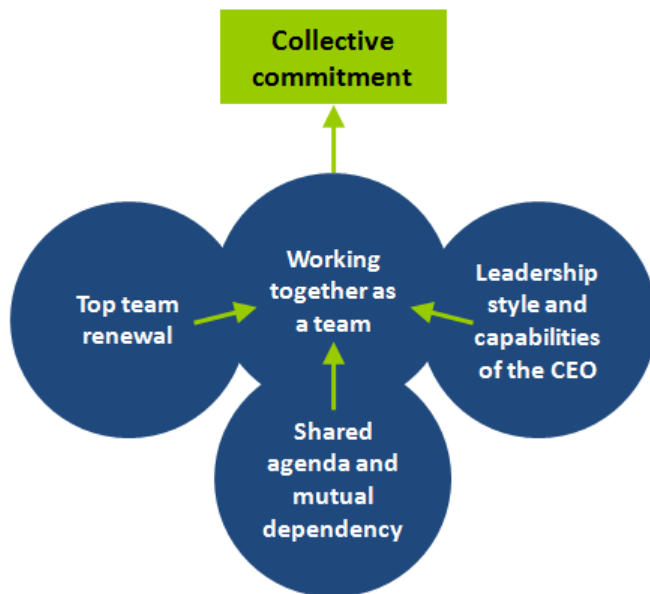 Collective
commitment
Working
together as
a team
Top team
renewal
Leadership
style and
capabilities
of the CEO
Shared
agenda and
mutual
dependency